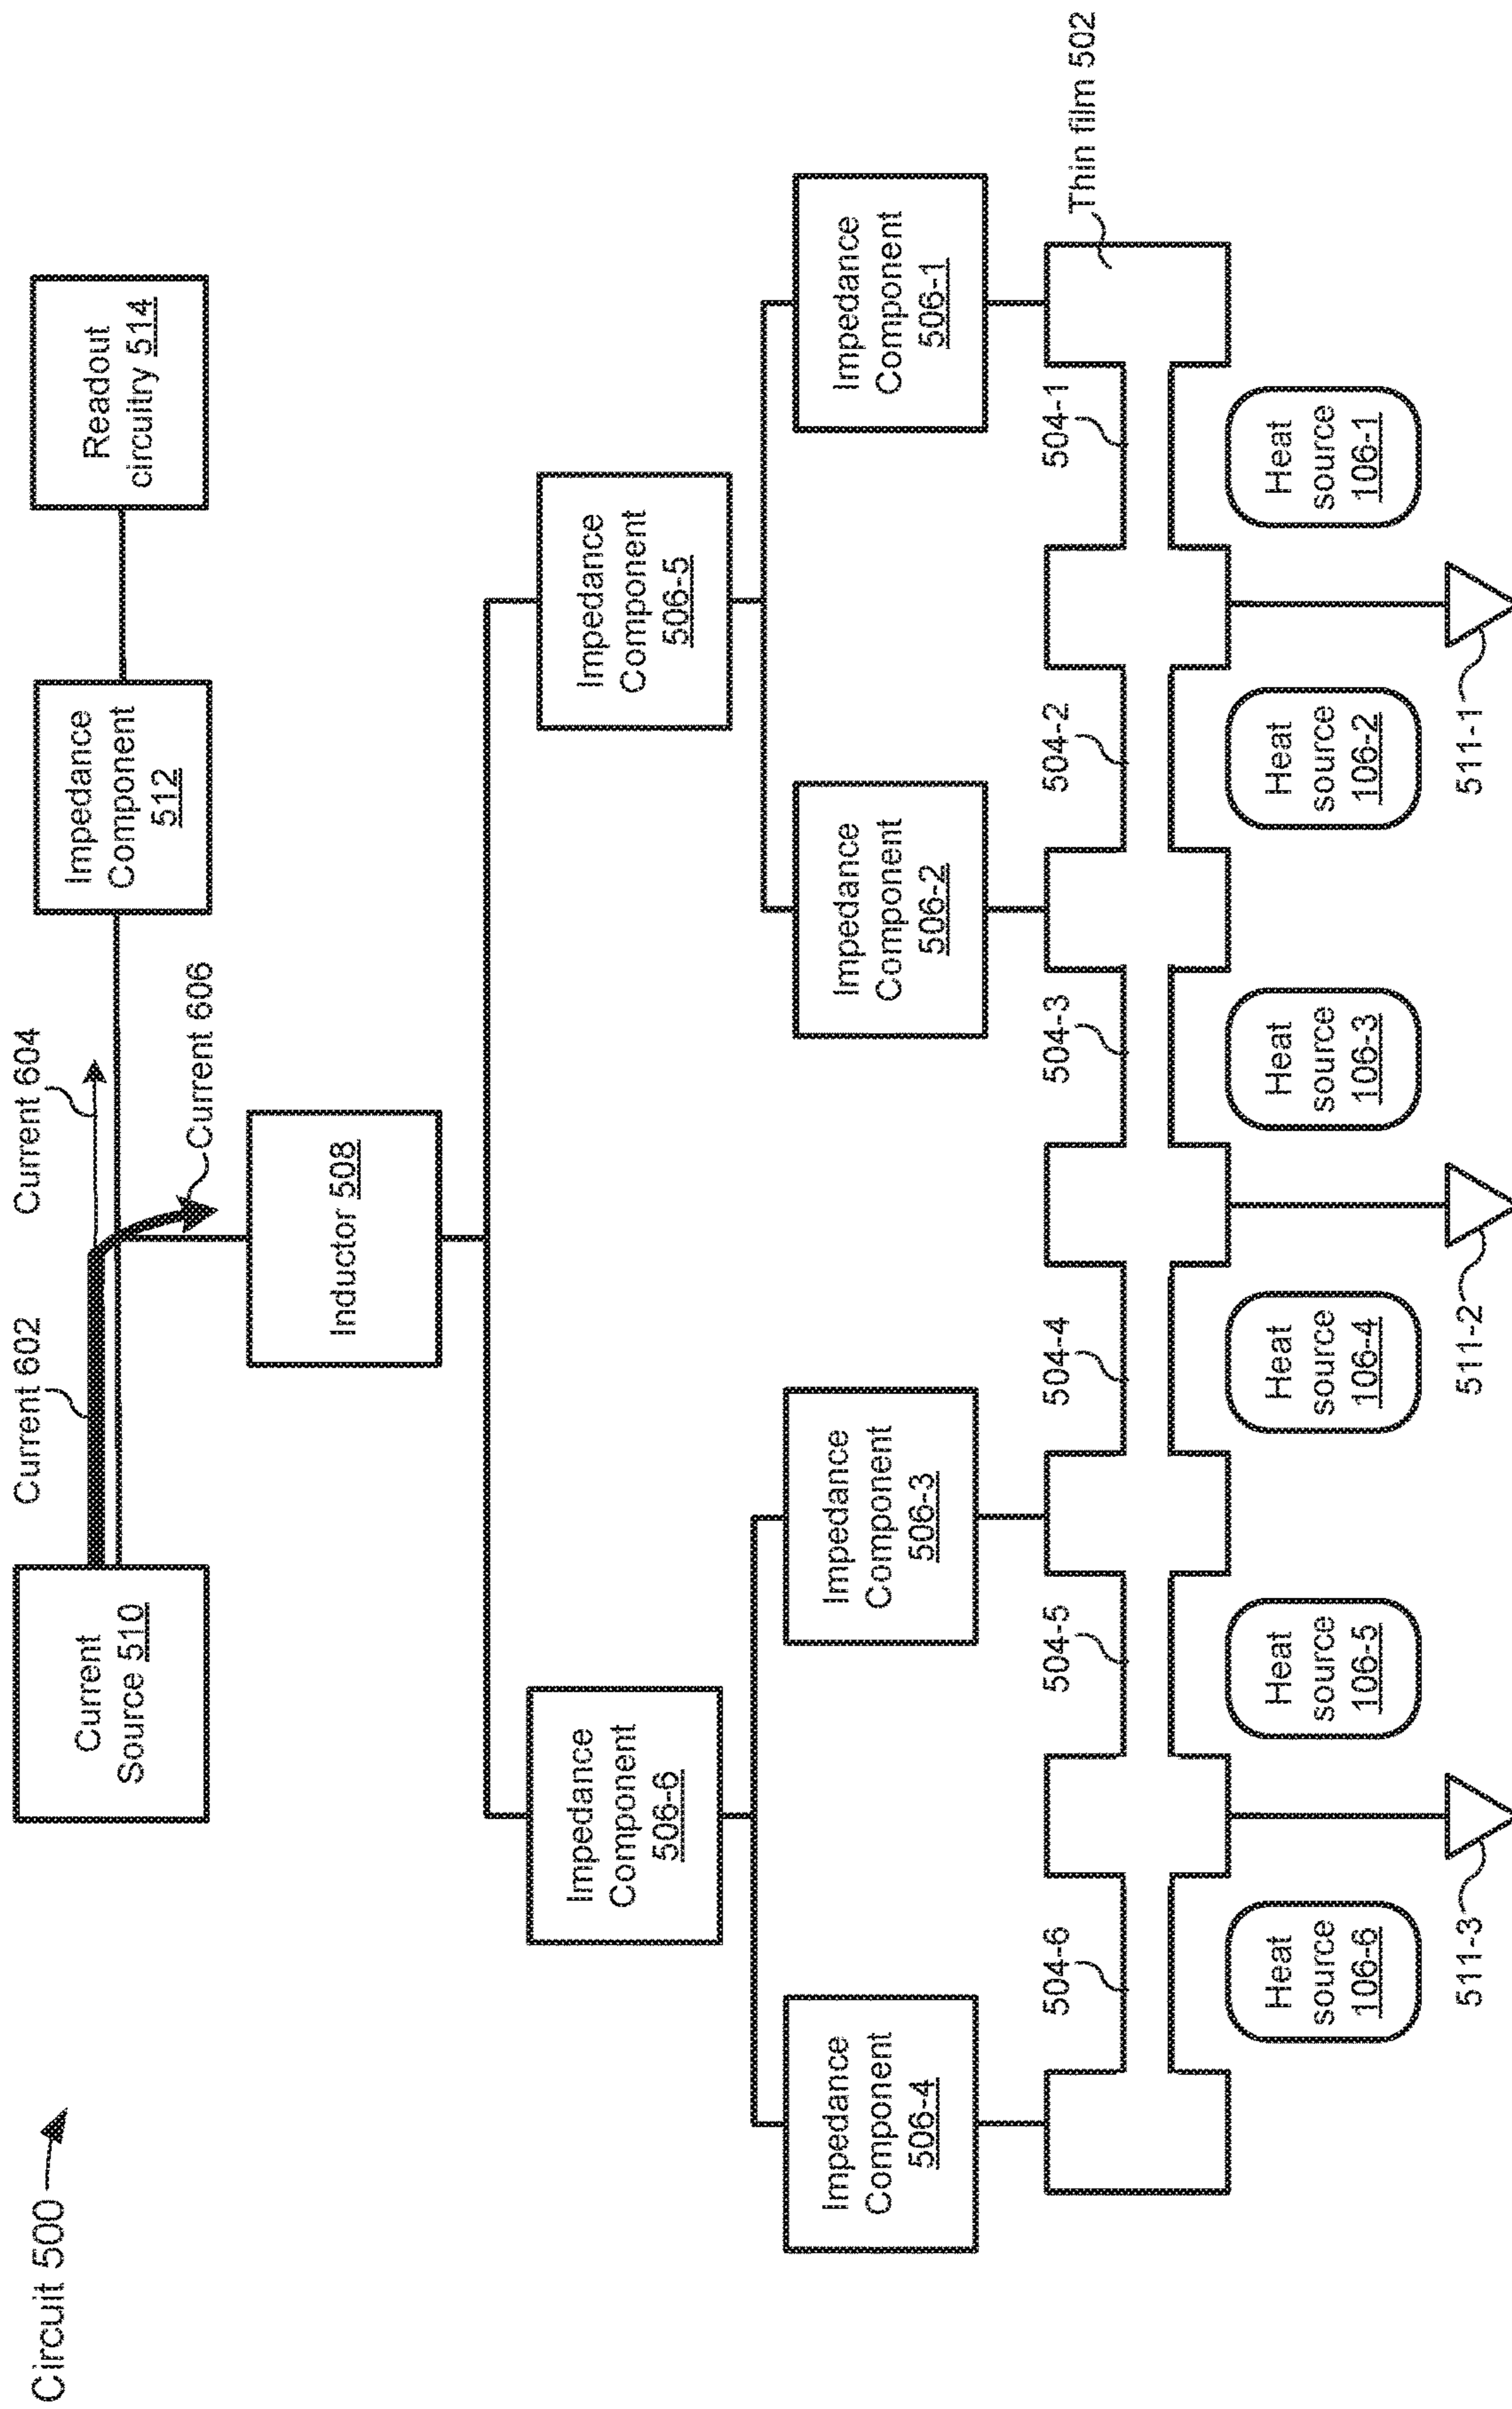 Circuit 500
Current 602
Current 604
Current
Source 510
Impedance
Component
512
Readout
circuitry 514
Current 606
Inductor 508
Impedance
Component
506-6
Impedance
Component
506-5
Impedance
Component
506-4
Impedance
Component
506-3
Impedance
Component
506-2
Impedance
Component
506-1
504-6
504-5
504-4
504-3
504-2
504-1
Thin film 502
Heat
source
106-6
Heat
source
106-5
Heat
source
106-4
Heat
source
106-3
Heat
source
106-2
Heat
source
106-1
511-3
511-2
511-1